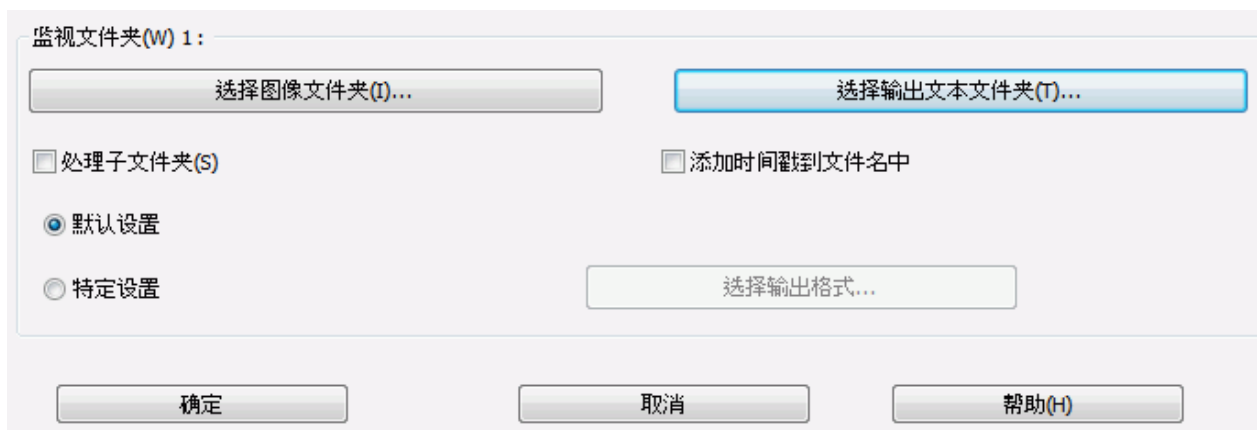 监视文件夹(W) 1:
选择图像文件夹(I)... 选择输出文本文件夹(T)...
处理子文件夹(S) 添加时间戳到文件名中
默认设置
特定设置 选择输出格式...
确定 取消 帮助(H)